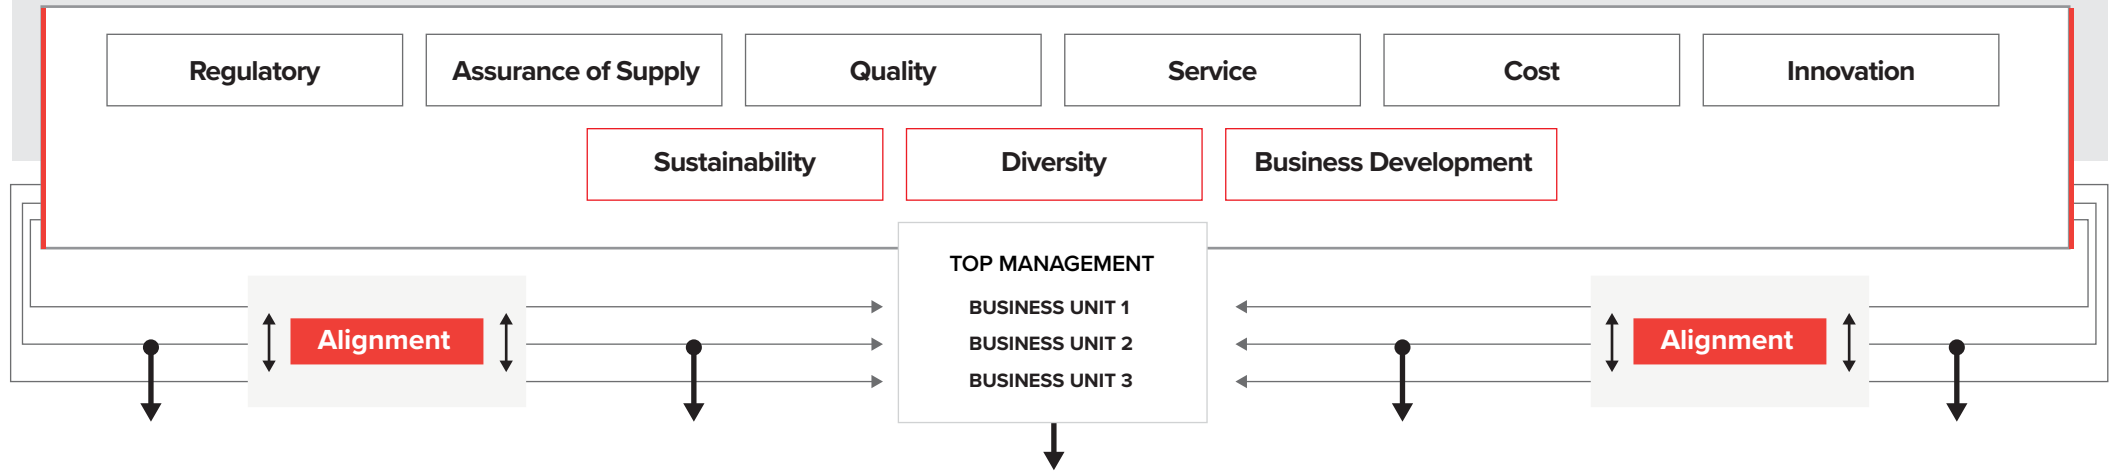 Regulatory
Assurance of Supply
Quality
Service
Cost
Innovation
Sustainability
Diversity
Business Development
TOP MANAGEMENT
BUSINESS UNIT 1
BUSINESS UNIT 2
BUSINESS UNIT 3
Alignment
Alignment